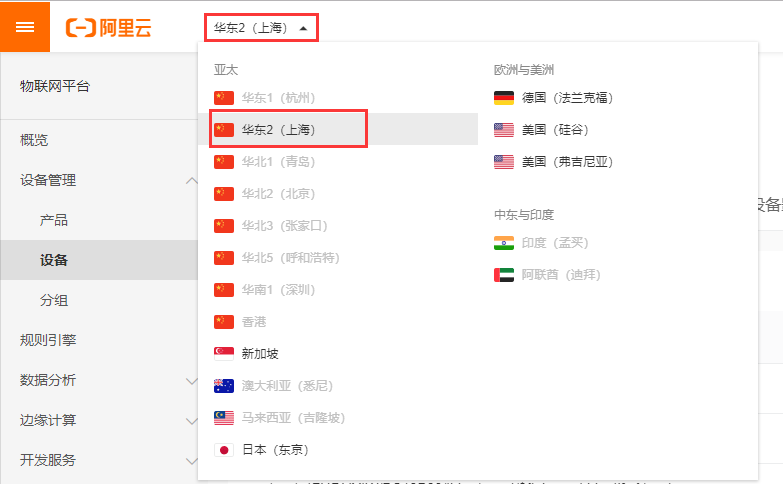 阿里云
华东2（上海）
物联网平台
概览
设备管理
产品
设备
分组
规则引擎
数据分析
边缘计算
开发服务
亚太
华东1（杭州）
华东2（上海）
华北1（青岛）
华北2（北京）
华北3（张家口）
华北5（呼和浩特）
华南1（深圳）
香港
新加坡
澳大利亚（悉尼）
马来西亚（吉隆坡）
日本（东京）
欧洲与美洲
德国（法兰克福）
美国（硅谷）
美国（弗吉尼亚）
中东与印度
印度（孟买）
阿联酋（迪拜）
设备